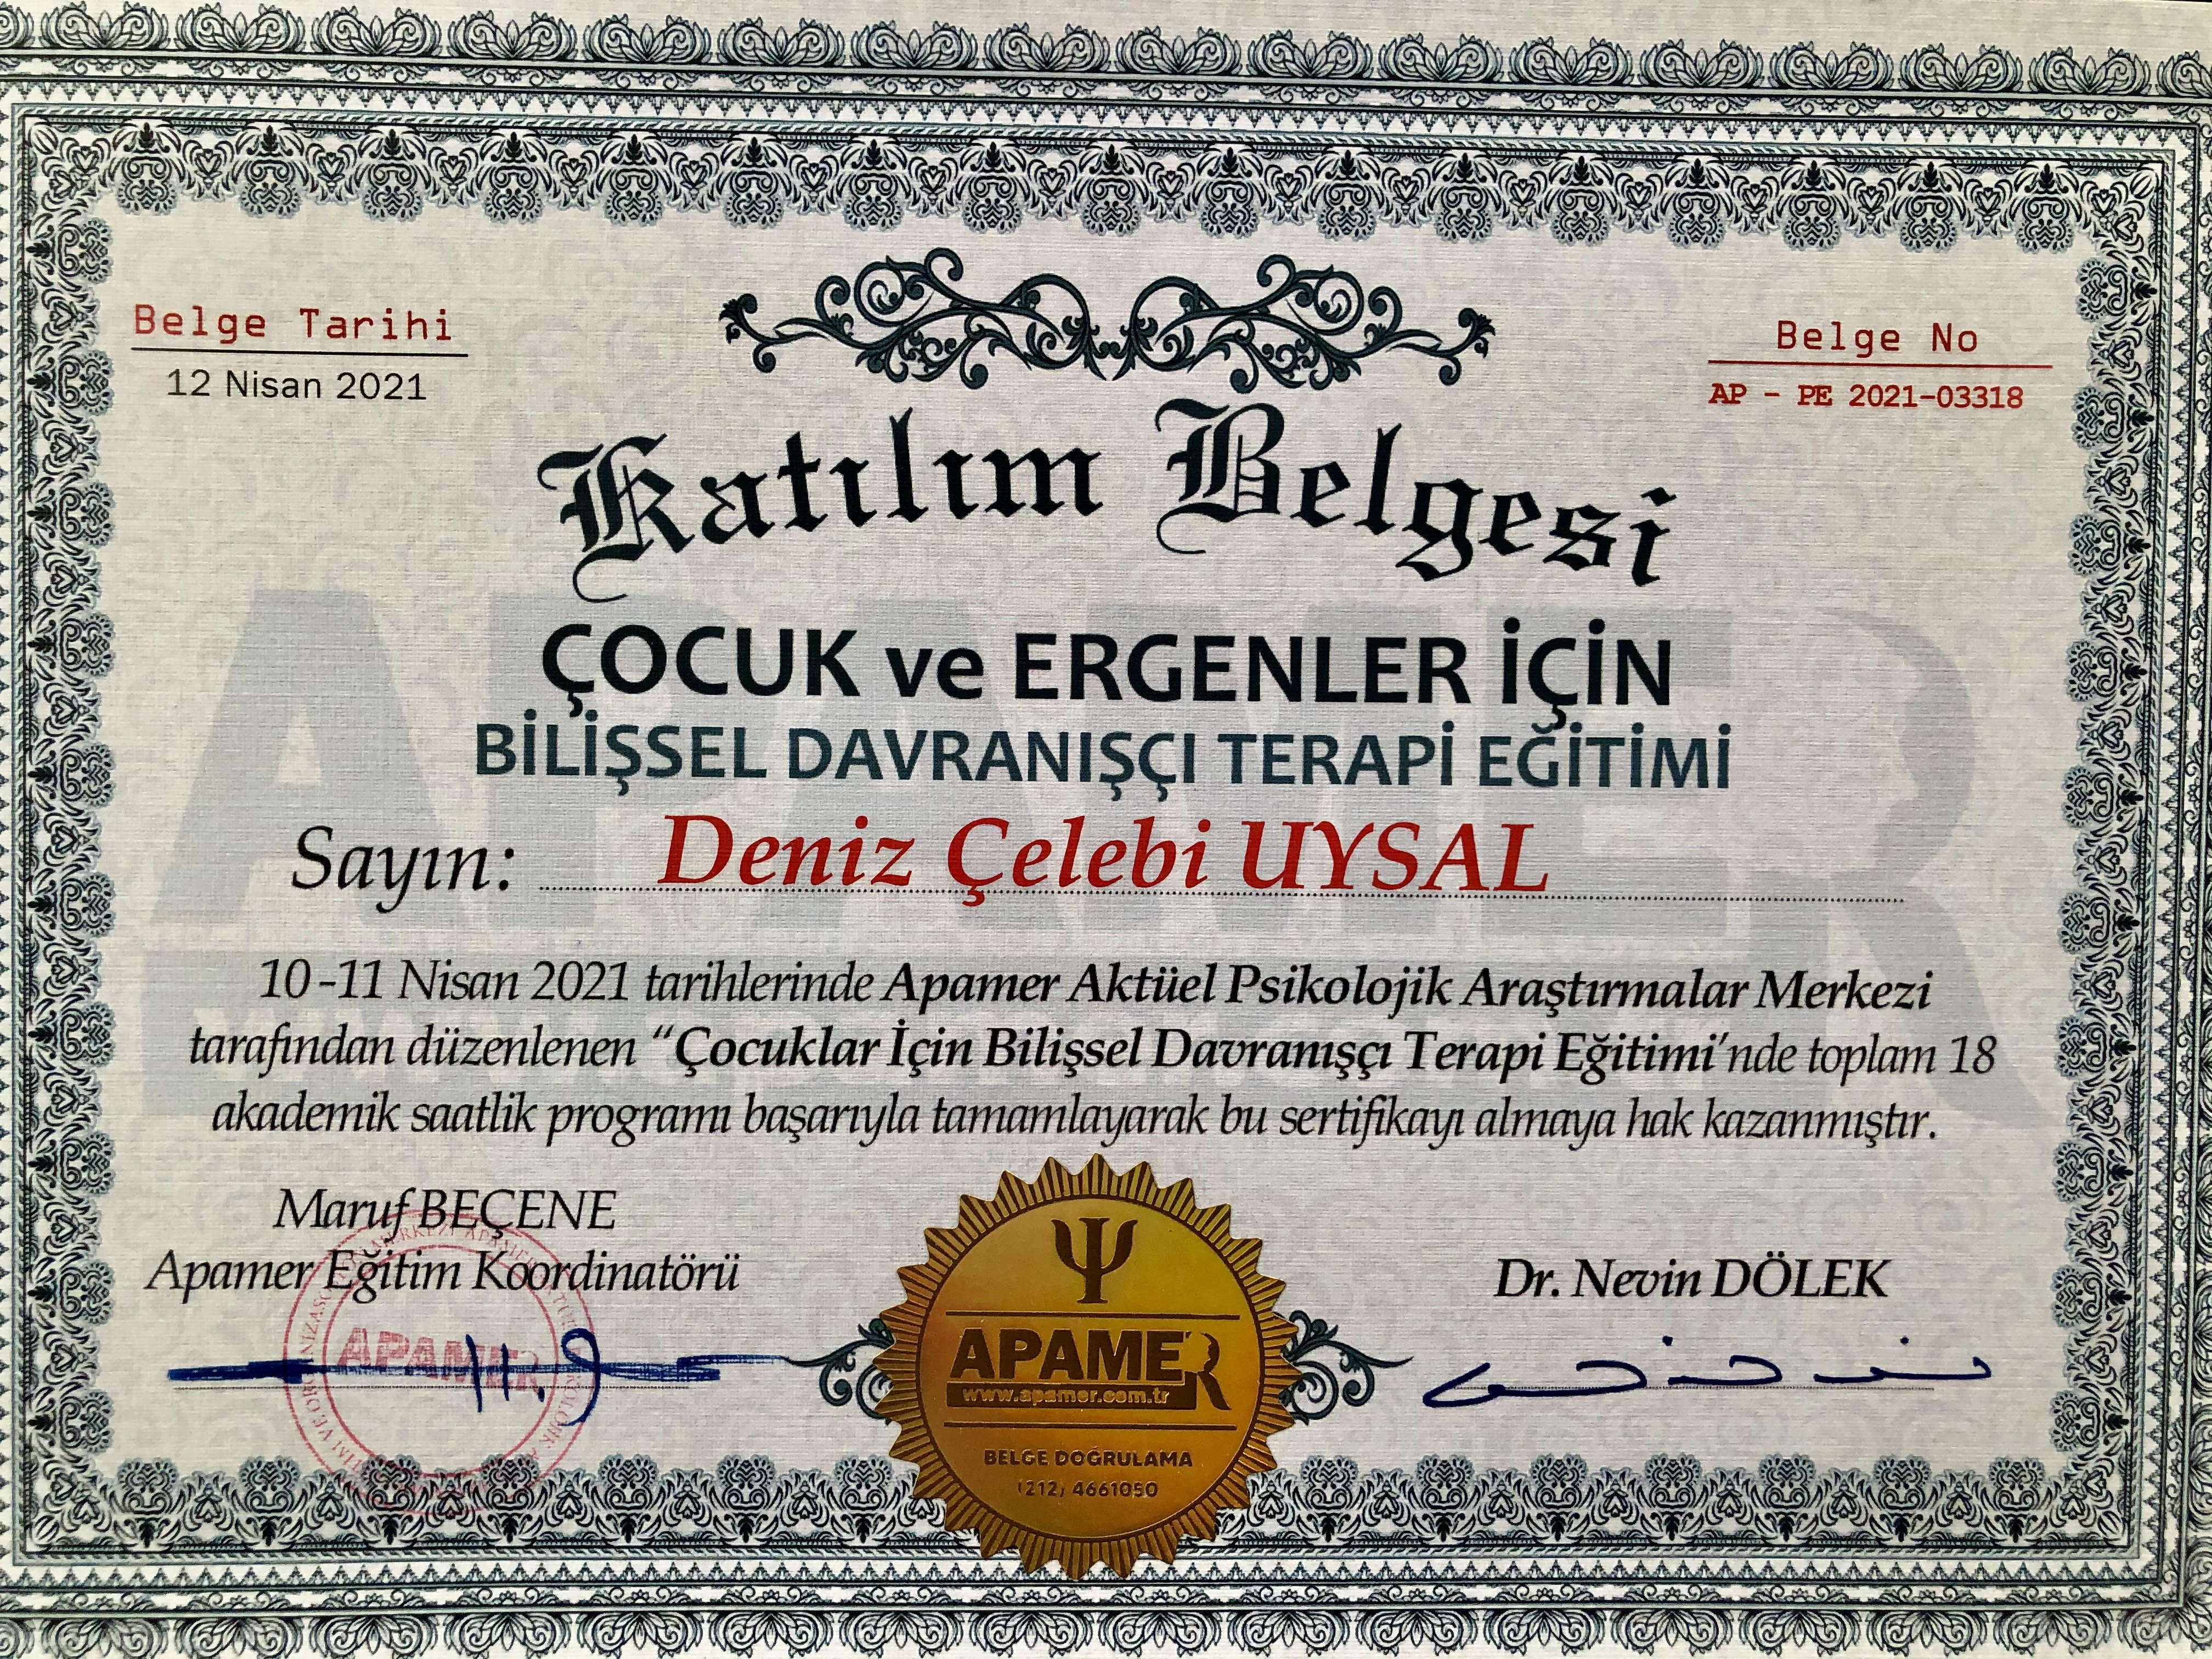 Belge Tarihi
12 Nisan 2021
Belge No
AP - PE 2021-03318
Katılım Belgesi
ÇOCUK ve ERGENLER İÇİN
BİLİŞSEL DAVRANIŞÇI TERAPİ EĞİTİMİ
Sayın: Deniz Çelebi UYSAL
10-11 Nisan 2021 tarihlerinde Apamer Aktüel Psikolojik Araştırmalar Merkezi
tarafından düzenlenen “Çocuklar İçin Bilişsel Davranışçı Terapi Eğitimi’nde toplam 18
akademik saatlik programı başarıyla tamamlayarak bu sertifikayı almaya hak kazanmıştır.
Maruf BEÇENE
Apamer Eğitim Koordinatörü
APAMER
Dr. Nevin DÖLEK
APAMER
www.apamer.com.tr
BELGE DOĞRULAMA
(212) 4661050
APAMER